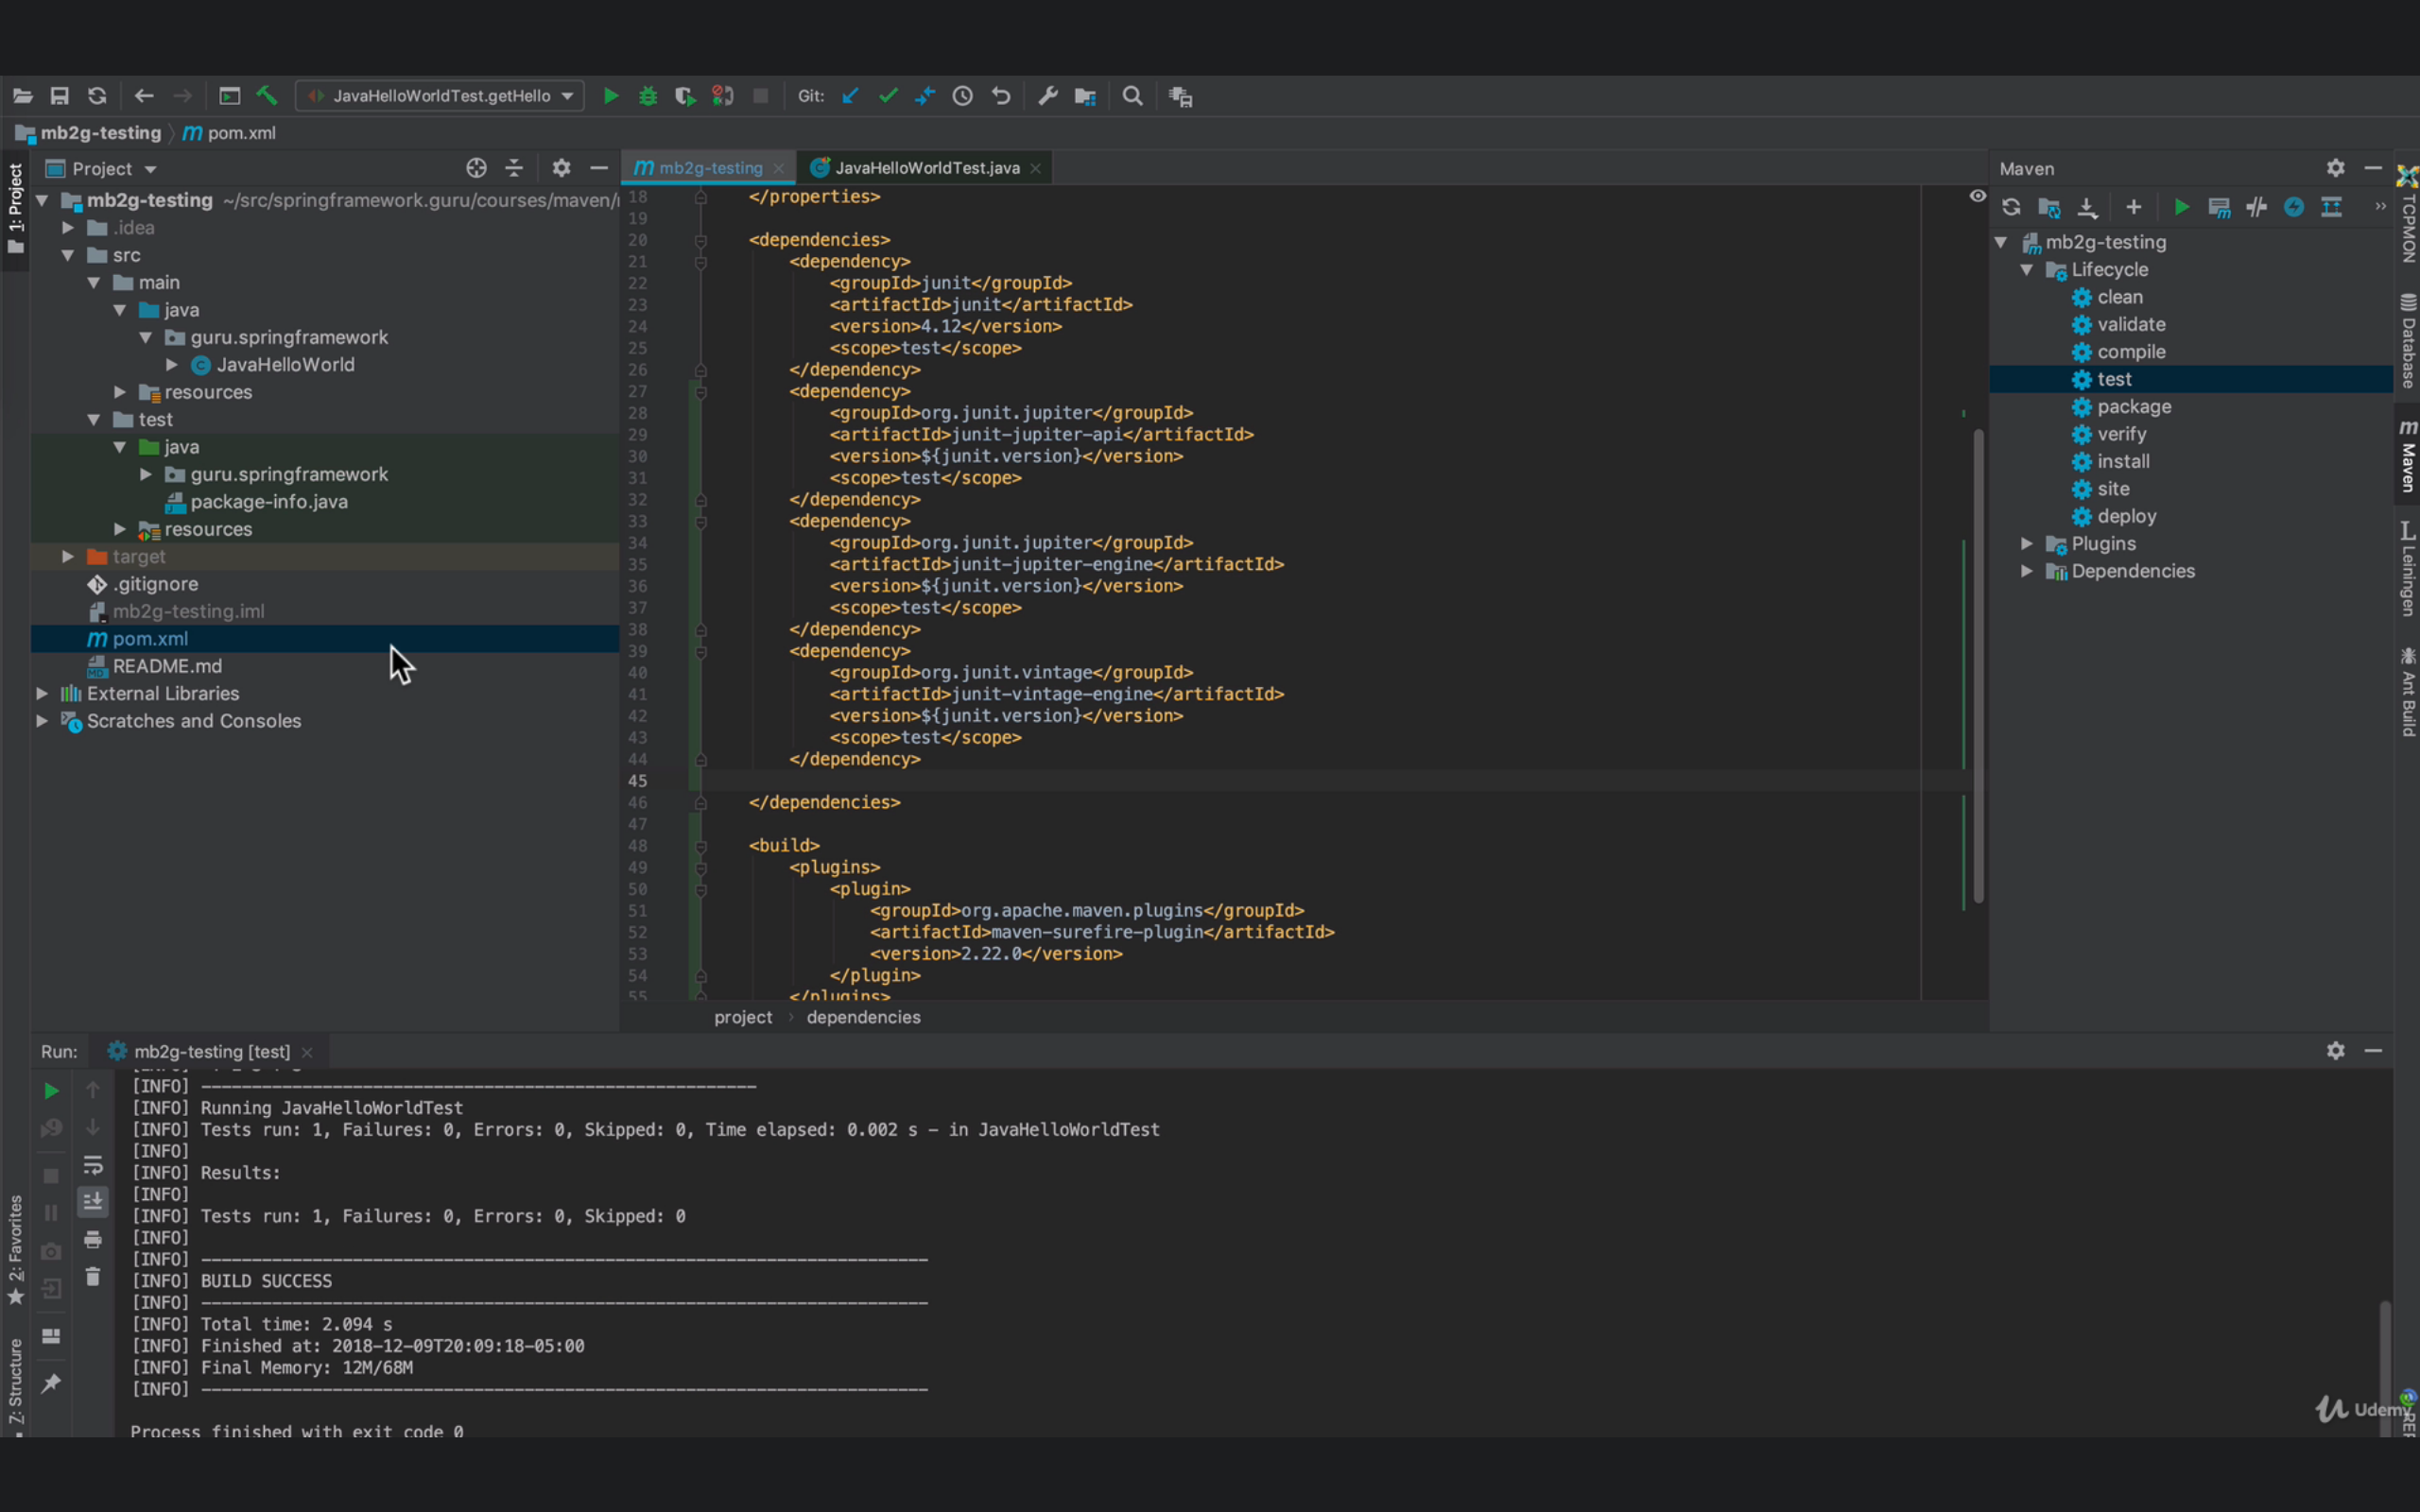 JavaHelloWorldTest.getHello
Git:
mb2g-testing
pom.xml
1: Project
Project
mb2g-testing ~/src/springframework.guru/courses/maven/
.idea
src
main
java
guru.springframework
JavaHelloWorld
resources
test
java
guru.springframework
package-info.java
resources
target
.gitignore
mb2g-testing.iml
pom.xml
README.md
External Libraries
Scratches and Consoles
mb2g-testing
JavaHelloWorldTest.java
18 </properties>
19
20 <dependencies>
21 <dependency>
22 <groupId>junit</groupId>
23 <artifactId>junit</artifactId>
24 <version>4.12</version>
25 <scope>test</scope>
26 </dependency>
27 <dependency>
28 <groupId>org.junit.jupiter</groupId>
29 <artifactId>junit-jupiter-api</artifactId>
30 <version>${junit.version}</version>
31 <scope>test</scope>
32 </dependency>
33 <dependency>
34 <groupId>org.junit.jupiter</groupId>
35 <artifactId>junit-jupiter-engine</artifactId>
36 <version>${junit.version}</version>
37 <scope>test</scope>
38 </dependency>
39 <dependency>
40 <groupId>org.junit.vintage</groupId>
41 <artifactId>junit-vintage-engine</artifactId>
42 <version>${junit.version}</version>
43 <scope>test</scope>
44 </dependency>
45
46 </dependencies>
47
48 <build>
49 <plugins>
50 <plugin>
51 <groupId>org.apache.maven.plugins</groupId>
52 <artifactId>maven-surefire-plugin</artifactId>
53 <version>2.22.0</version>
54 </plugin>
55 </plugins>
project › dependencies
Maven
mb2g-testing
Lifecycle
clean
validate
compile
test
package
verify
install
site
deploy
Plugins
Dependencies
TCPMON
Database
Maven
Leiningen
Ant Build
Run:
mb2g-testing [test]
[INFO] -------------------------------------------------------
[INFO] Running JavaHelloWorldTest
[INFO] Tests run: 1, Failures: 0, Errors: 0, Skipped: 0, Time elapsed: 0.002 s - in JavaHelloWorldTest
[INFO]
[INFO] Results:
[INFO]
[INFO] Tests run: 1, Failures: 0, Errors: 0, Skipped: 0
[INFO]
[INFO] ------------------------------------------------------------------------
[INFO] BUILD SUCCESS
[INFO] ------------------------------------------------------------------------
[INFO] Total time: 2.094 s
[INFO] Finished at: 2018-12-09T20:09:18-05:00
[INFO] Final Memory: 12M/68M
[INFO] ------------------------------------------------------------------------
Process finished with exit code 0
2: Favorites
7: Structure
Udemy